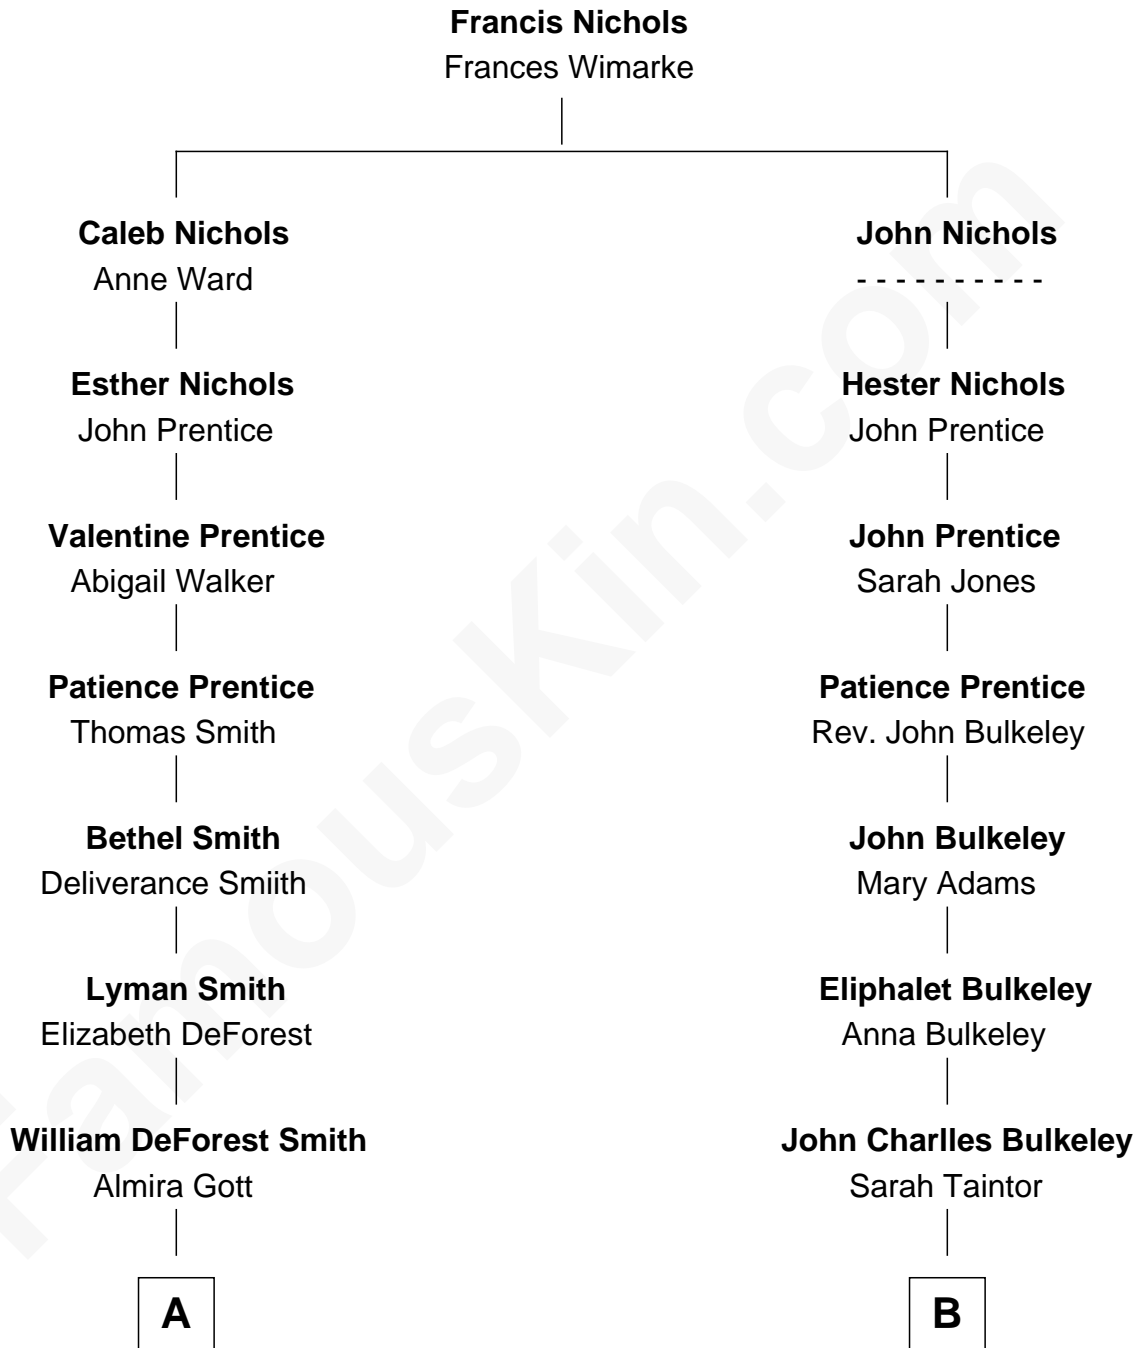 Francis Nichols
Frances Wimarke
Caleb Nichols
Anne Ward
John Nichols
- - - - - - - - - -
Esther Nichols
John Prentice
Hester Nichols
John Prentice
Valentine Prentice
Abigail Walker
John Prentice
Sarah Jones
Patience Prentice
Thomas Smith
Patience Prentice
Rev. John Bulkeley
Bethel Smith
Deliverance Smiith
John Bulkeley
Mary Adams
Lyman Smith
Elizabeth DeForest
Eliphalet Bulkeley
Anna Bulkeley
William DeForest Smith
Almira Gott
John Charlles Bulkeley
Sarah Taintor
A
B
FamousKin.com